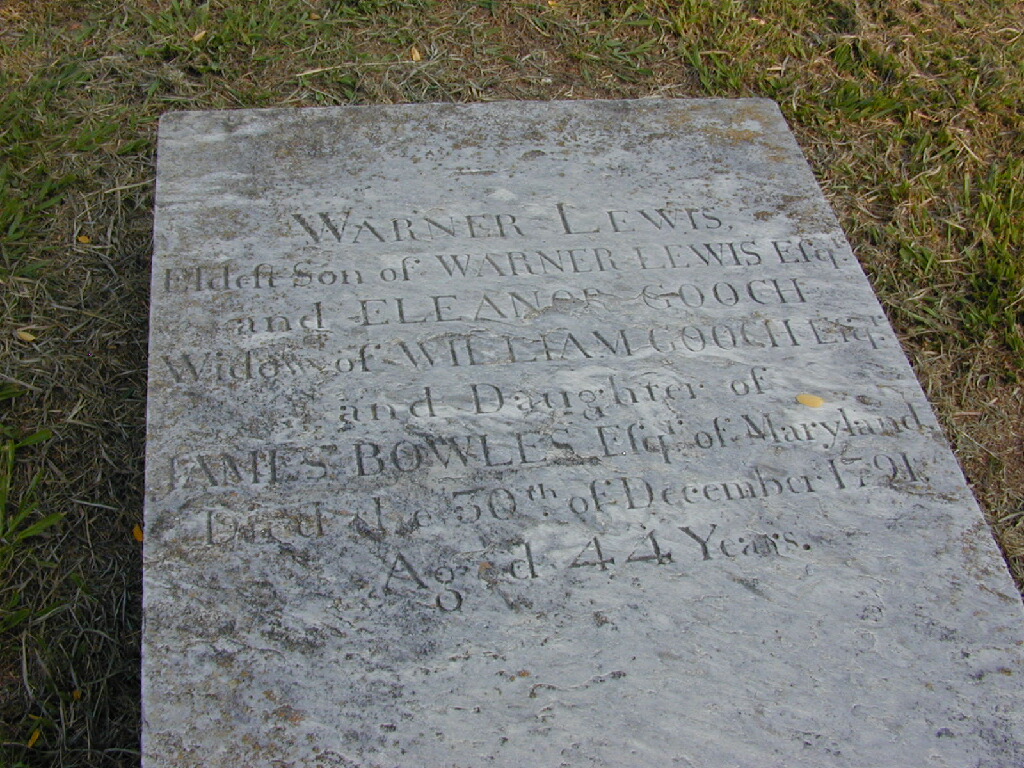 WARNER LEWIS,
Eldeſt Son of WARNER LEWIS Eſqr.
and ELEANOR GOOCH
Widow of WILLIAM GOOCH Eſqr.
and Daughter of
JAMES BOWLES Eſqr. of Maryland,
Died the 30th of December 1791.
Aged 44 Years.